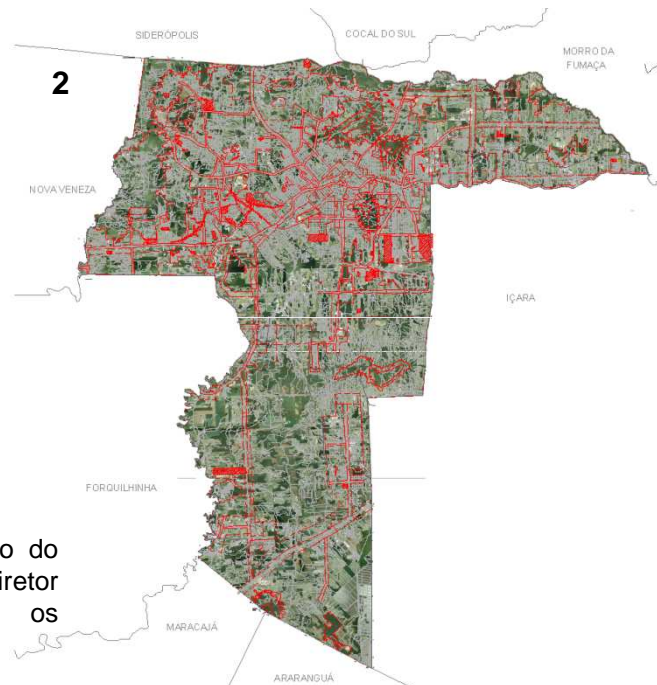 SIDERÓPOLIS
COCAL DO SUL
MORRO DA
FUMAÇA
2
NOVA VENEZA
IÇARA
FORQUILHINHA
o do
iretor
os
MARACAJÁ
ARARANGUÁ